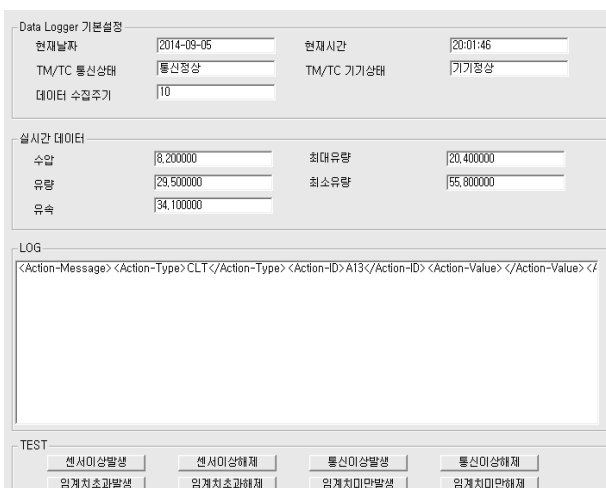 Data Logger 기본설정
현재날짜 2014-09-05 현재시간 20:01:46
TM/TC 통신상태 통신정상 TM/TC 기기상태 기기정상
데이터 수집주기 10
실시간 데이터
수압 8,200000 최대유량 20,400000
유량 29,500000 최소유량 55,800000
유속 34,100000
LOG
<Action-Message> <Action-Type>CLT</Action-Type> <Action-ID>A13</Action-ID> <Action-Value> </Action-Value> </A
TEST
센서이상발생 센서이상해제 통신이상발생 통신이상해제
임계치초과발생 임계치초과해제 임계치미만발생 임계치미만해제